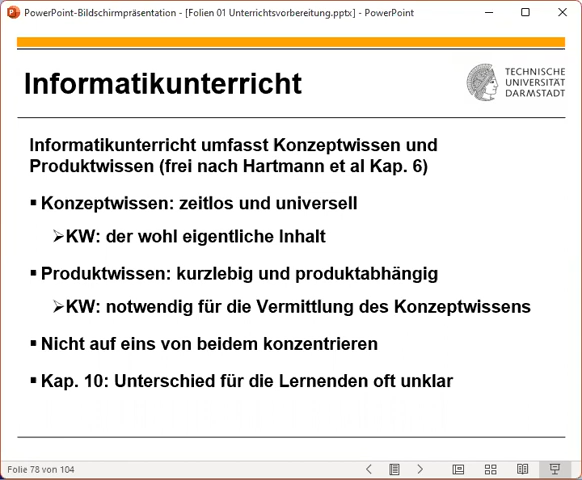 PowerPoint-Bildschirmpräsentation - [Folien 01 Unterrichtsvorbereitung.pptx] - PowerPoint
Informatikunterricht
TECHNISCHE
UNIVERSITÄT
DARMSTADT
Informatikunterricht umfasst Konzeptwissen und
Produktwissen (frei nach Hartmann et al Kap. 6)
▪ Konzeptwissen: zeitlos und universell
➢KW: der wohl eigentliche Inhalt
▪ Produktwissen: kurzlebig und produktabhängig
➢KW: notwendig für die Vermittlung des Konzeptwissens
▪ Nicht auf eins von beidem konzentrieren
▪ Kap. 10: Unterschied für die Lernenden oft unklar
Folie 78 von 104